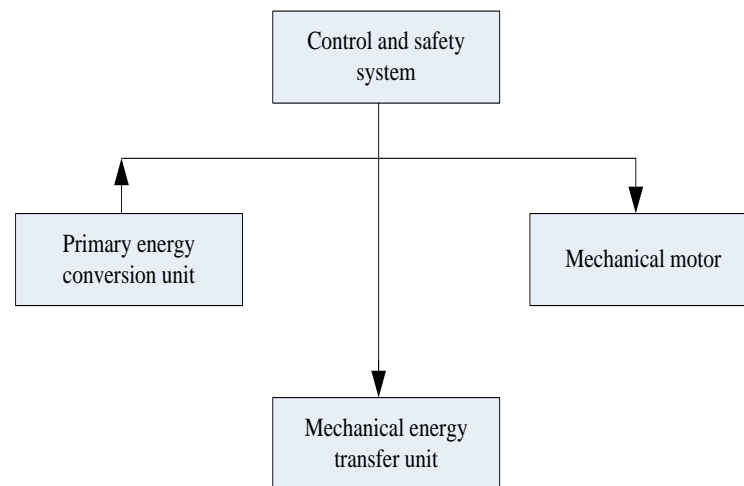 Control and safety
system
Primary energy
conversion unit
Mechanical motor
Mechanical energy
transfer unit